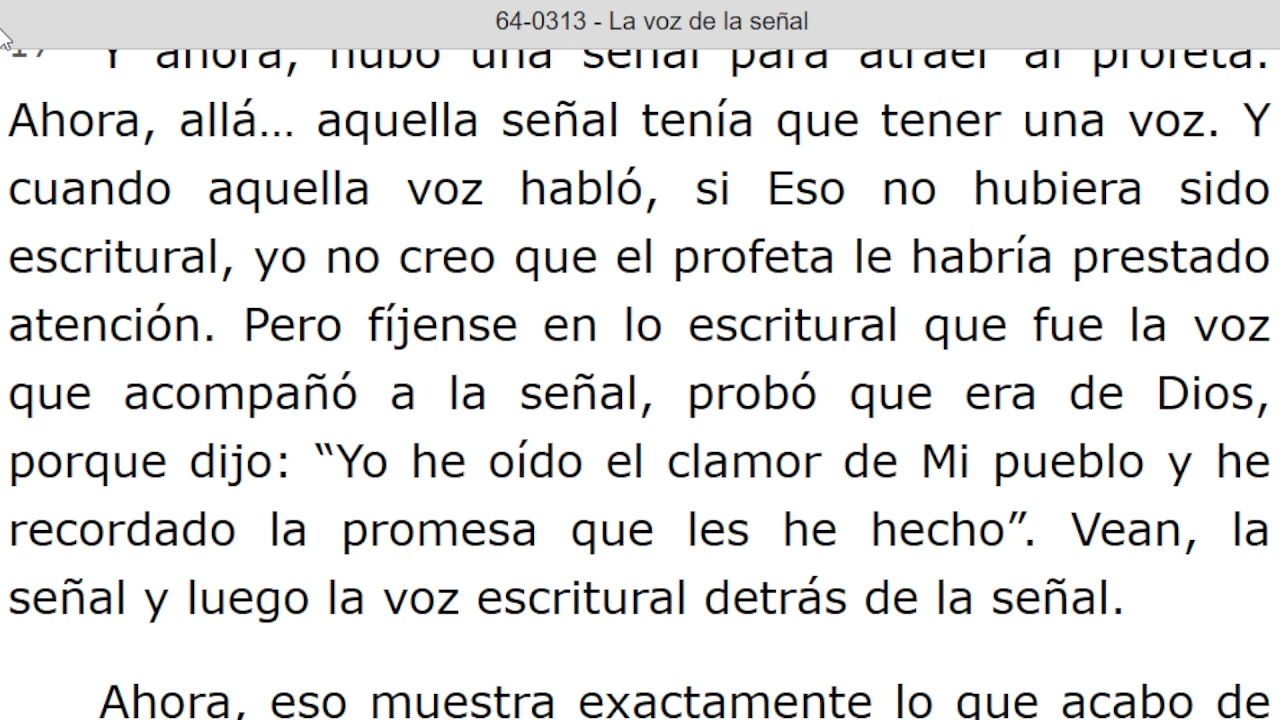 64-0313 - La voz de la señal
17 Y ahora, hubo una señal para atraer al profeta.
Ahora, allá… aquella señal tenía que tener una voz. Y
cuando aquella voz habló, si Eso no hubiera sido
escritural, yo no creo que el profeta le habría prestado
atención. Pero fíjense en lo escritural que fue la voz
que acompañó a la señal, probó que era de Dios,
porque dijo: “Yo he oído el clamor de Mi pueblo y he
recordado la promesa que les he hecho”. Vean, la
señal y luego la voz escritural detrás de la señal.
Ahora, eso muestra exactamente lo que acabo de